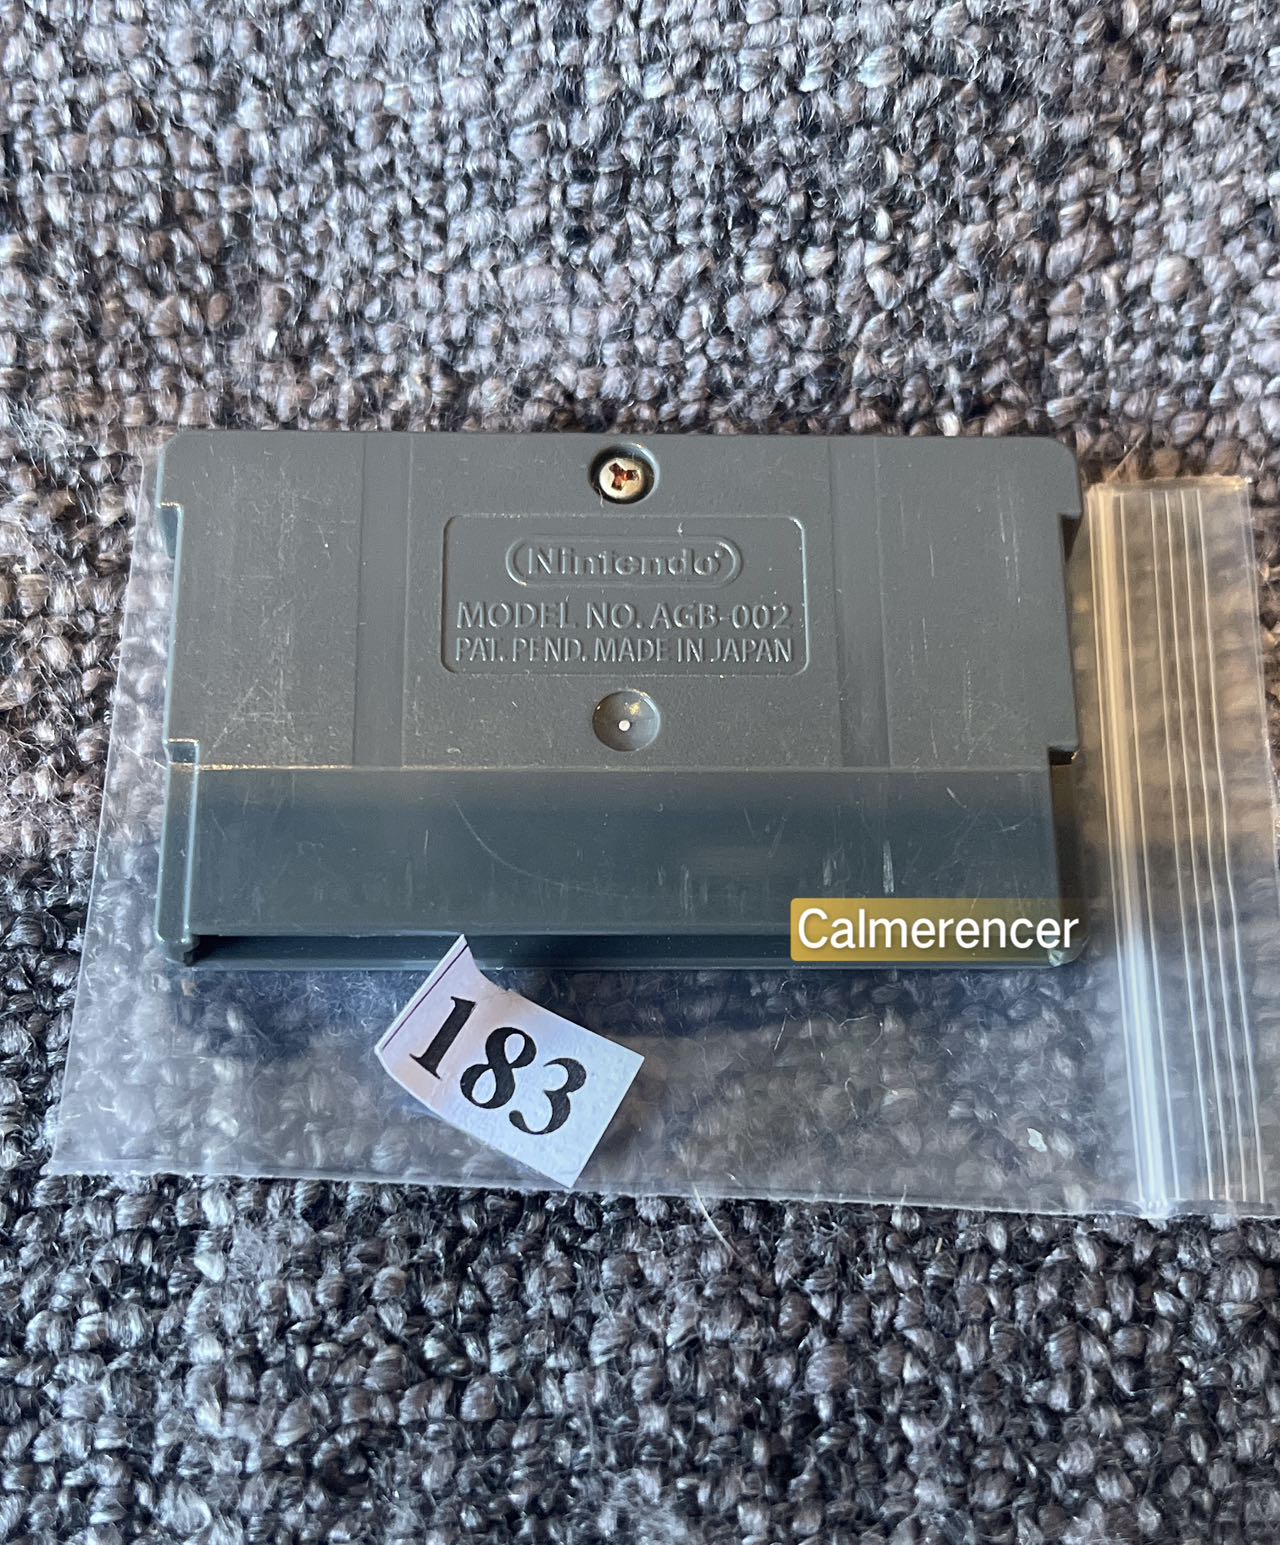 Nintendo
MODEL NO. AGB-002
PAT. PEND. MADE IN JAPAN
Calmerencer
183